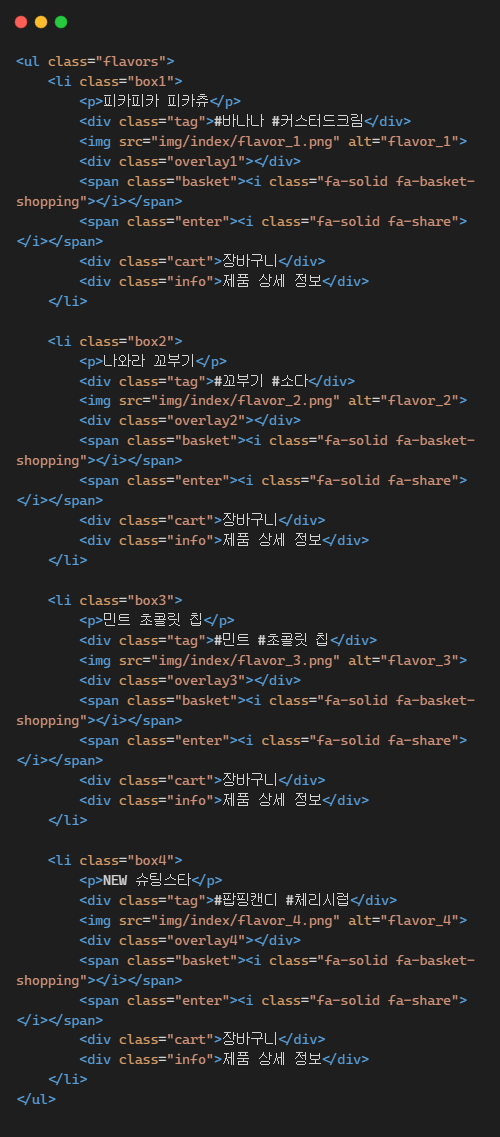 <ul class="flavors">
    <li class="box1">
        <p>피카피카 피카츄</p>
        <div class="tag">#바나나 #커스터드크림</div>
        <img src="img/index/flavor_1.png" alt="flavor_1">
        <div class="overlay1"></div>
        <span class="basket"><i class="fa-solid fa-basket-
shopping"></i></span>
        <span class="enter"><i class="fa-solid fa-share">
</i></span>
        <div class="cart">장바구니</div>
        <div class="info">제품 상세 정보</div>
    </li>

    <li class="box2">
        <p>나와라 꼬부기</p>
        <div class="tag">#꼬부기 #소다</div>
        <img src="img/index/flavor_2.png" alt="flavor_2">
        <div class="overlay2"></div>
        <span class="basket"><i class="fa-solid fa-basket-
shopping"></i></span>
        <span class="enter"><i class="fa-solid fa-share">
</i></span>
        <div class="cart">장바구니</div>
        <div class="info">제품 상세 정보</div>
    </li>

    <li class="box3">
        <p>민트 초콜릿 칩</p>
        <div class="tag">#민트 #초콜릿 칩</div>
        <img src="img/index/flavor_3.png" alt="flavor_3">
        <div class="overlay3"></div>
        <span class="basket"><i class="fa-solid fa-basket-
shopping"></i></span>
        <span class="enter"><i class="fa-solid fa-share">
</i></span>
        <div class="cart">장바구니</div>
        <div class="info">제품 상세 정보</div>
    </li>

    <li class="box4">
        <p>NEW 슈팅스타</p>
        <div class="tag">#팝핑캔디 #체리시럽</div>
        <img src="img/index/flavor_4.png" alt="flavor_4">
        <div class="overlay4"></div>
        <span class="basket"><i class="fa-solid fa-basket-
shopping"></i></span>
        <span class="enter"><i class="fa-solid fa-share">
</i></span>
        <div class="cart">장바구니</div>
        <div class="info">제품 상세 정보</div>
    </li>
</ul>